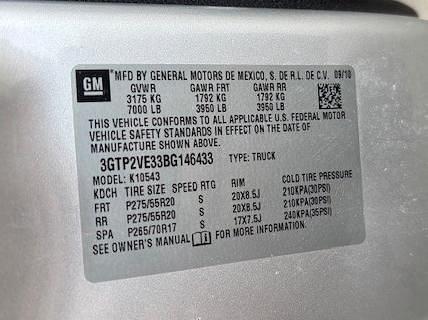 GM MFD BY GENERAL MOTORS DE MEXICO, S. DE R.L. DE C.V. 09/10
GVWR GAWR FRT GAWR RR
3175 KG 1792 KG 1792 KG
7000 LB 3950 LB 3950 LB
THIS VEHICLE CONFORMS TO ALL APPLICABLE U.S. FEDERAL MOTOR
VEHICLE SAFETY STANDARDS IN EFFECT ON THE DATE OF
MANUFACTURE SHOWN ABOVE.
3GTP2VE33BG146433 TYPE: TRUCK
MODEL: K10543
KDCH TIRE SIZE SPEED RTG RIM COLD TIRE PRESSURE
FRT P275/55R20 S 20X8.5J 210KPA(30PSI)
RR P275/55R20 S 20X8.5J 210KPA(30PSI)
SPA P265/70R17 S 17X7.5J 240KPA(35PSI)
SEE OWNER'S MANUAL FOR MORE INFORMATION.